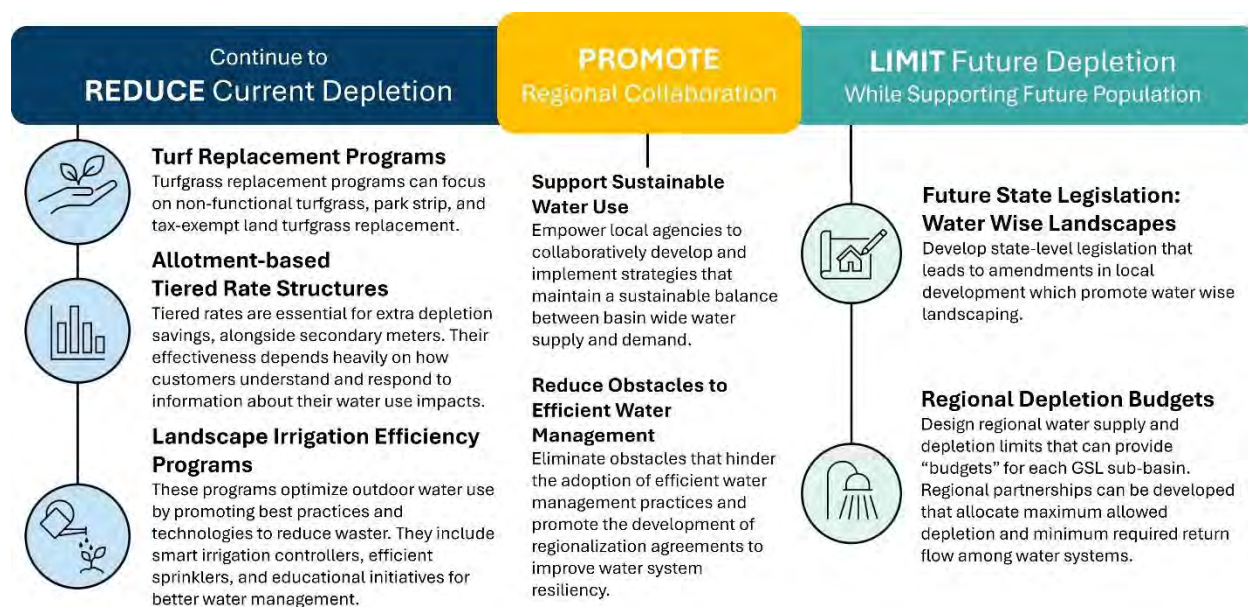 Continue to
REDUCE Current Depletion
Turf Replacement Programs
Turfgrass replacement programs can focus
on non-functional turfgrass, park strip, and
tax-exempt land turfgrass replacement.
Allotment-based
Tiered Rate Structures
Tiered rates are essential for extra depletion
savings, alongside secondary meters. Their
effectiveness depends heavily on how
customers understand and respond to
information about their water use impacts.
Landscape Irrigation Efficiency
Programs
These programs optimize outdoor water use
by promoting best practices and
technologies to reduce waster. They include
smart irrigation controllers, efficient
sprinklers, and educational initiatives for
better water management.
PROMOTE
Regional Collaboration
Support Sustainable
Water Use
Empower local agencies to
collaboratively develop and
implement strategies that
maintain a sustainable balance
between basin wide water
supply and demand.
Reduce Obstacles to
Efficient Water
Management
Eliminate obstacles that hinder
the adoption of efficient water
management practices and
promote the development of
regionalization agreements to
improve water system
resiliency.
LIMIT Future Depletion
While Supporting Future Population
Future State Legislation:
Water Wise Landscapes
Develop state-level legislation that
leads to amendments in local
development which promote water wise
landscaping.
Regional Depletion Budgets
Design regional water supply and
depletion limits that can provide
“budgets” for each GSL sub-basin.
Regional partnerships can be developed
that allocate maximum allowed
depletion and minimum required return
flow among water systems.